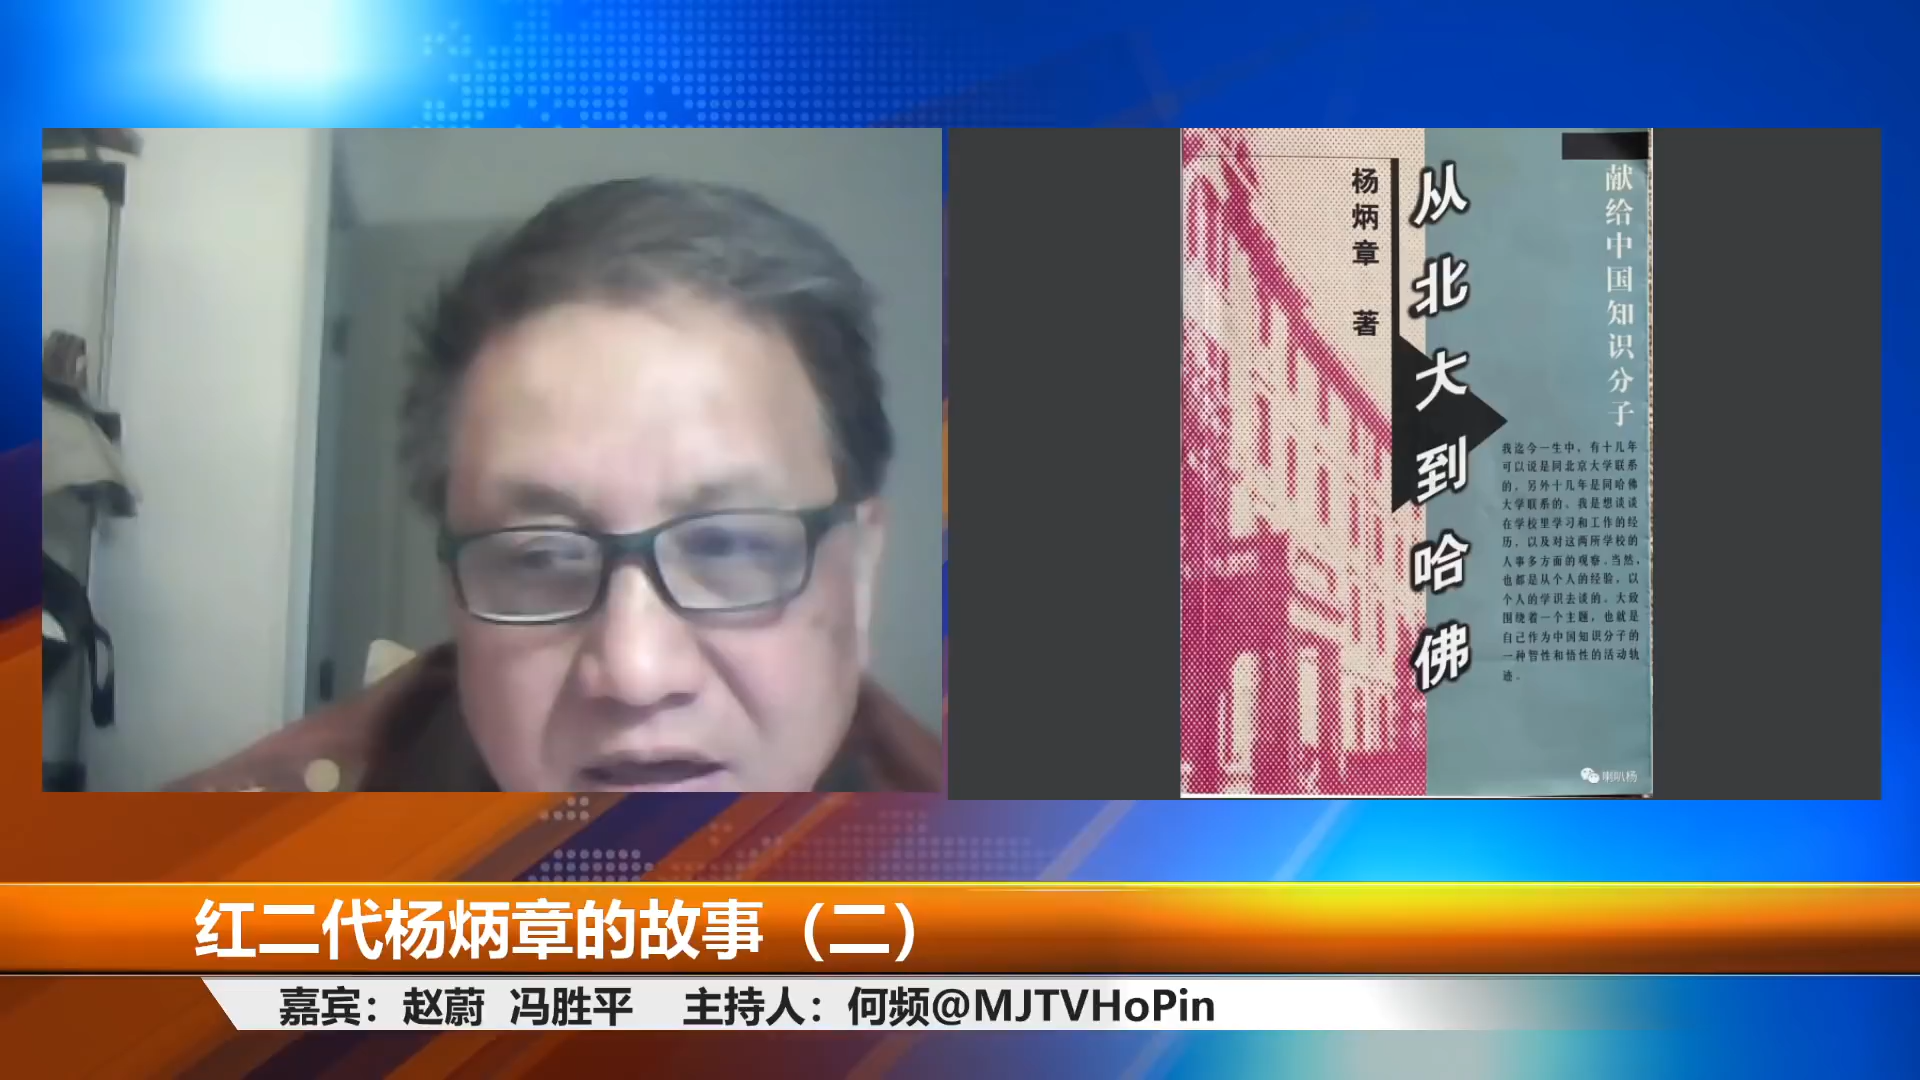 杨炳章 著
从北大到哈佛
献给中国知识分子
我迄今一生中，有十几年
可以说是同北京大学联系
的，另外十几年是同哈佛
大学联系的。我是想谈谈
在学校里学习和工作的经
历，以及对这两所学校的
人事多方面的观察。当然，
也都是从个人的经验，以
个人的学识去谈的。大致
围绕着一个主题，也就是
自己作为中国知识分子的
一种智性和悟性的活动轨
迹。
喇叭杨
红二代杨炳章的故事（二）
嘉宾：赵蔚 冯胜平 主持人：何频@MJTVHoPin